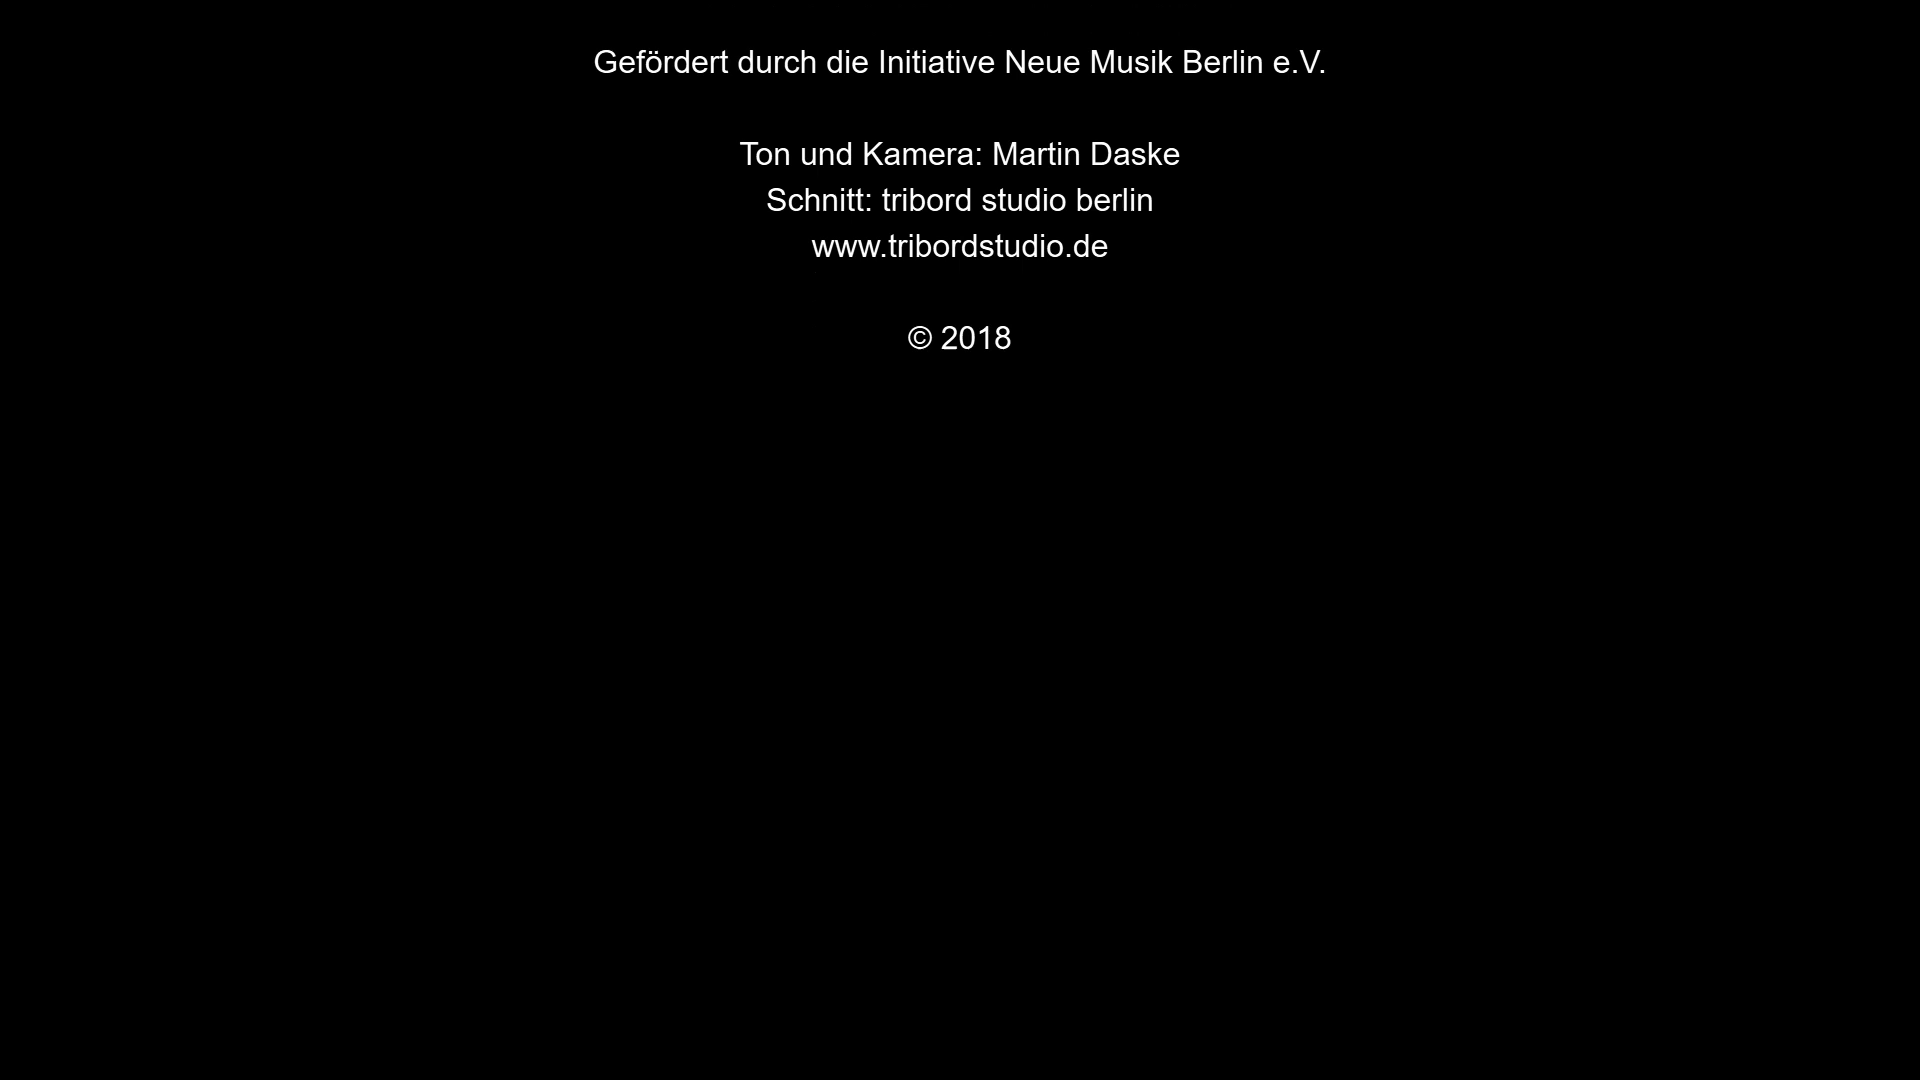 Gefördert durch die Initiative Neue Musik Berlin e.V.
Ton und Kamera: Martin Daske
Schnitt: tribord studio berlin
www.tribordstudio.de
© 2018